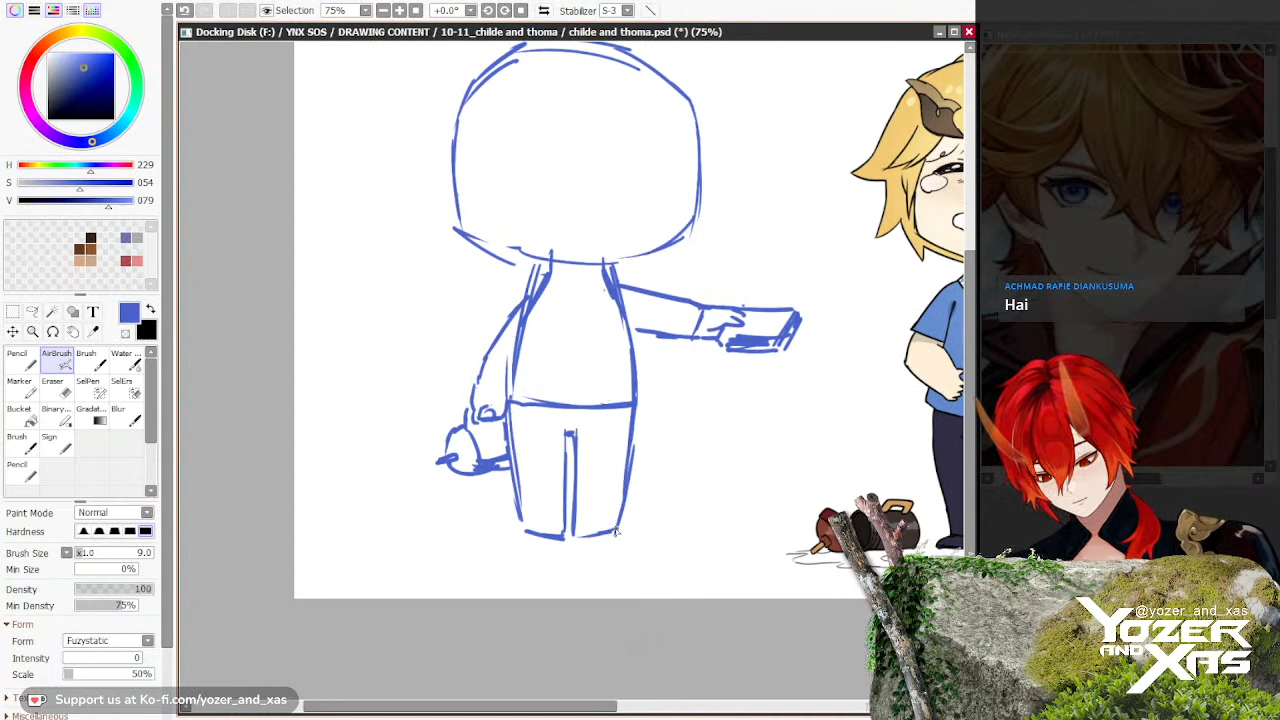 Selection 75% +0.0° Stabilizer S-3
Docking Disk (F:) / YNX SOS / DRAWING CONTENT / 10-11_childe and thoma / childe and thoma.psd (*) (75%)
H 229
S 054
V 079
T
Pencil AirBrush Brush Water ...
Marker Eraser SelPen SelErs
Bucket Binary... Gradat... Blur
Brush Sign
Pencil
Paint Mode Normal
Hardness
Brush Size x1.0 9.0
Min Size 0%
Density 100
Min Density 75%
Form
Form Fuzystatic
Intensity 0
Scale 50%
Miscellaneous
Support us at Ko-fi.com/yozer_and_xas
ACHMAD RAFIE DIANKUSUMA
Hai
@yozer_and_xas
YOZER
AND XAS